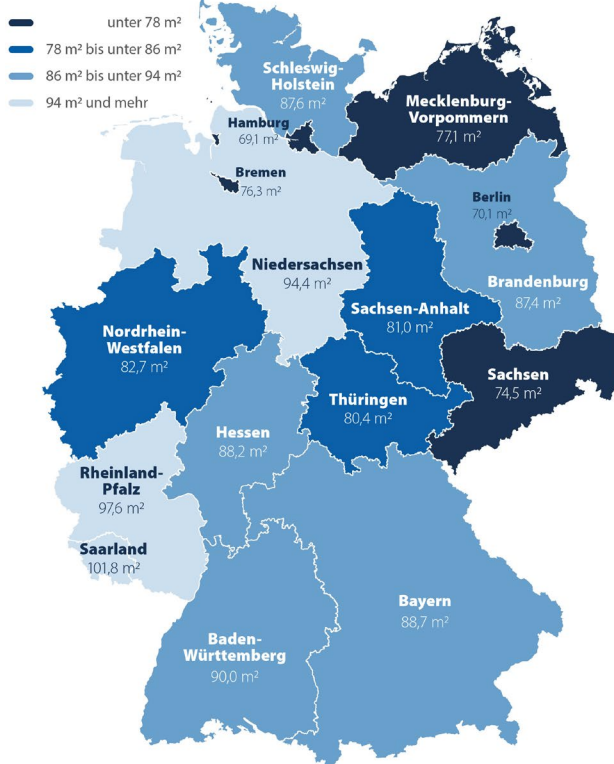 unter 78 m²
78 m² bis unter 86 m²
86 m² bis unter 94 m²
94 m² und mehr
Schleswig-
Holstein
87,6 m²
Mecklenburg-
Vorpommern
77,1 m²
Hamburg
69,1 m²
Bremen
76,3 m²
Berlin
70,1 m²
Niedersachsen
94,4 m²
Brandenburg
87,4 m²
Sachsen-Anhalt
81,0 m²
Nordrhein-
Westfalen
82,7 m²
Sachsen
74,5 m²
Thüringen
80,4 m²
Hessen
88,2 m²
Rheinland-
Pfalz
97,6 m²
Saarland
101,8 m²
Bayern
88,7 m²
Baden-
Württemberg
90,0 m²